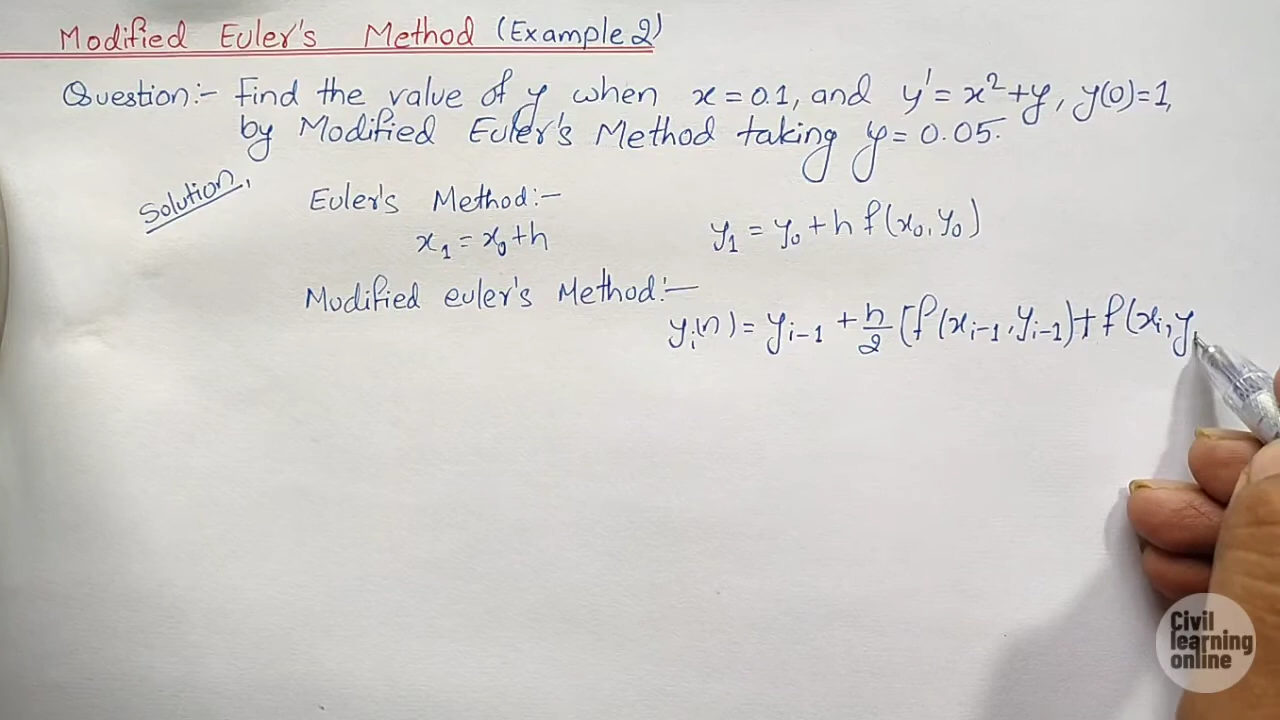 Modified Euler's Method (Example 2)
Question:- Find the value of y when x = 0.1, and y' = x² + y, y(0)=1,
by Modified Euler's Method taking y = 0.05.
Solution,
Euler's Method:-
x₁ = x₀ + h    y₁ = y₀ + h f(x₀, y₀)
Modified euler's Method:-
yᵢ(n) = yᵢ₋₁ + h/2 [f(xᵢ₋₁, yᵢ₋₁) + f(xᵢ, y
Civil
learning
online